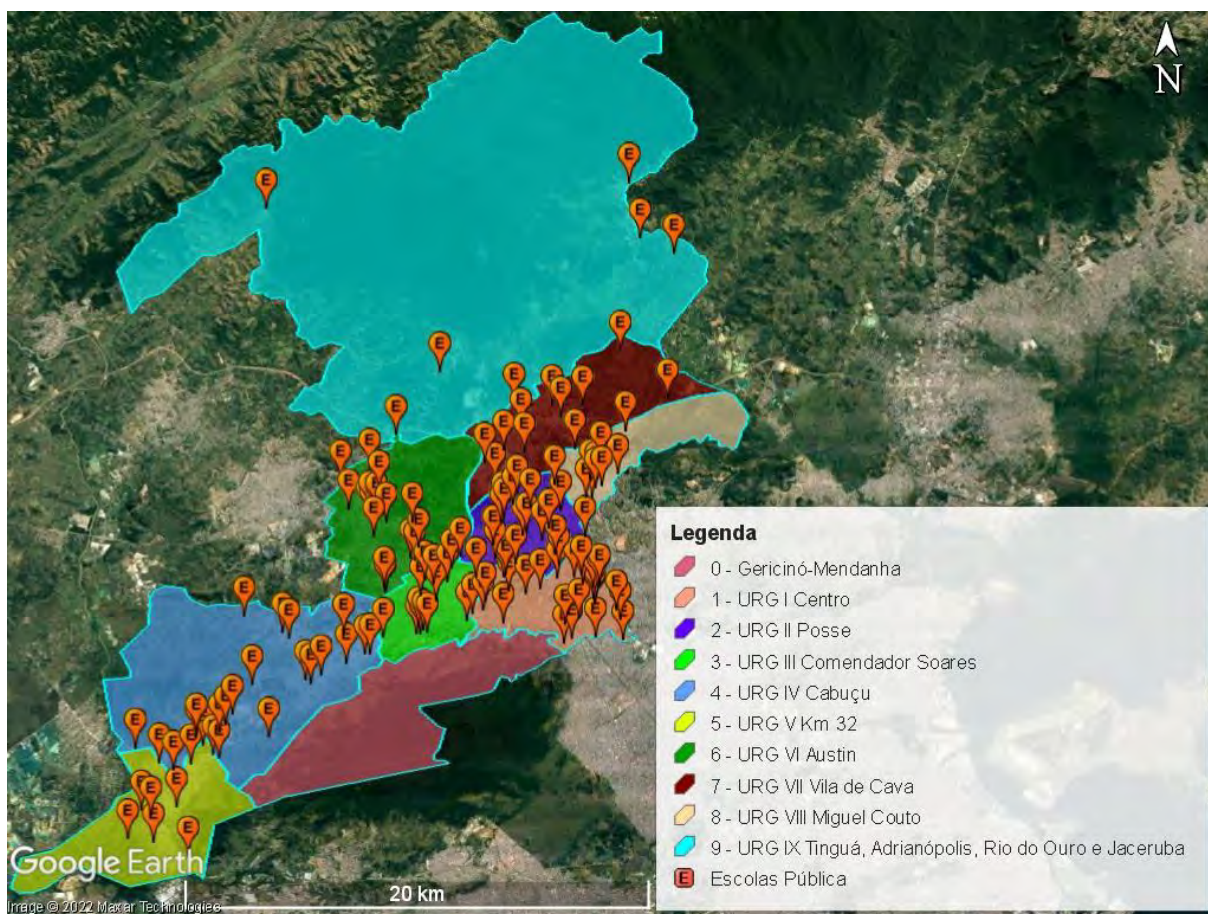 N
Legenda
0 - Gericinó-Mendanha
1 - URG I Centro
2 - URG II Posse
3 - URG III Comendador Soares
4 - URG IV Cabuçu
5 - URG V Km 32
6 - URG VI Austin
7 - URG VII Vila de Cava
8 - URG VIII Miguel Couto
9 - URG IX Tinguá, Adrianópolis, Rio do Ouro e Jaceruba
E Escolas Pública
Google Earth
20 km
Image © 2022 Maxar Technologies